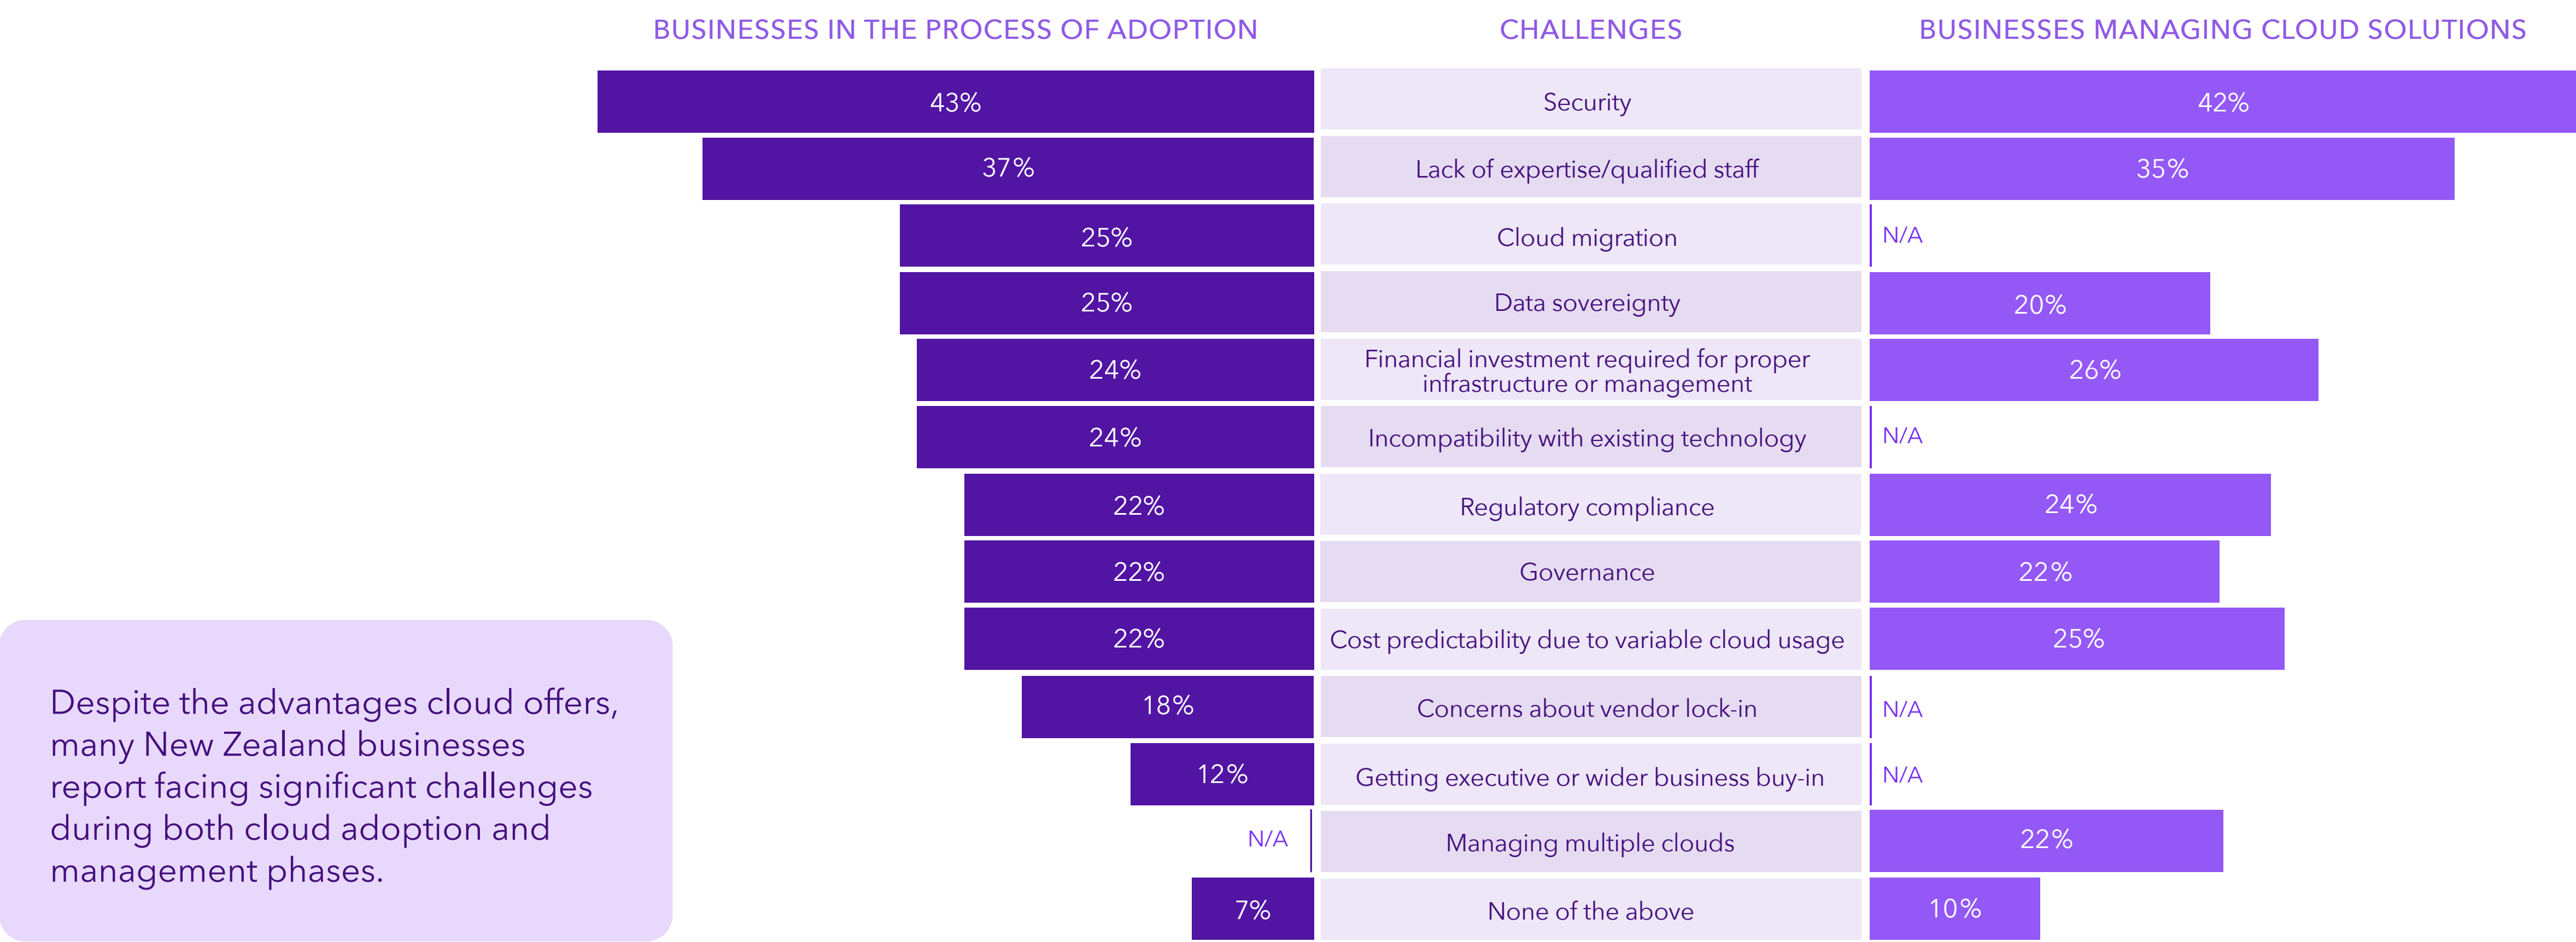 BUSINESSES IN THE PROCESS OF ADOPTION CHALLENGES BUSINESSES MANAGING CLOUD SOLUTIONS
43% Security 42%
37% Lack of expertise/qualified staff 35%
25% Cloud migration N/A
25% Data sovereignty 20%
24% Financial investment required for proper
infrastructure or management 26%
24% Incompatibility with existing technology N/A
22% Regulatory compliance 24%
22% Governance 22%
22% Cost predictability due to variable cloud usage 25%
18% Concerns about vendor lock-in N/A
12% Getting executive or wider business buy-in N/A
N/A Managing multiple clouds 22%
7% None of the above 10%
Despite the advantages cloud offers,
many New Zealand businesses
report facing significant challenges
during both cloud adoption and
management phases.